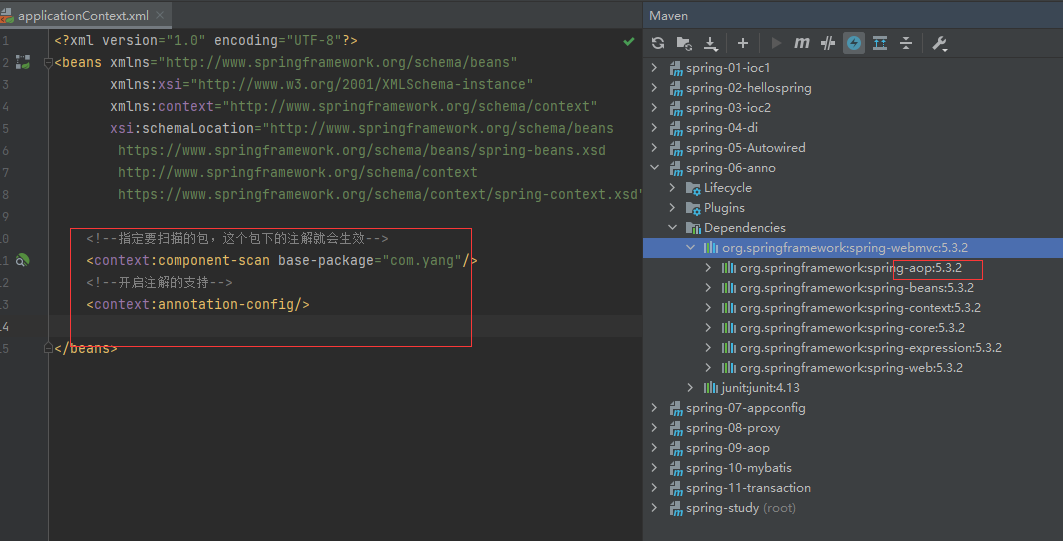 applicationContext.xml
1 <?xml version="1.0" encoding="UTF-8"?>
2 <beans xmlns="http://www.springframework.org/schema/beans"
3 xmlns:xsi="http://www.w3.org/2001/XMLSchema-instance"
4 xmlns:context="http://www.springframework.org/schema/context"
5 xsi:schemaLocation="http://www.springframework.org/schema/beans
6 https://www.springframework.org/schema/beans/spring-beans.xsd
7 http://www.springframework.org/schema/context
8 https://www.springframework.org/schema/context/spring-context.xsd"
9
10 <!--指定要扫描的包，这个包下的注解就会生效-->
11 <context:component-scan base-package="com.yang"/>
12 <!--开启注解的支持-->
13 <context:annotation-config/>
14
15 </beans>
Maven
m
spring-01-ioc1
spring-02-hellospring
spring-03-ioc2
spring-04-di
spring-05-Autowired
spring-06-anno
Lifecycle
Plugins
Dependencies
org.springframework:spring-webmvc:5.3.2
org.springframework:spring-aop:5.3.2
org.springframework:spring-beans:5.3.2
org.springframework:spring-context:5.3.2
org.springframework:spring-core:5.3.2
org.springframework:spring-expression:5.3.2
org.springframework:spring-web:5.3.2
junit:junit:4.13
spring-07-appconfig
spring-08-proxy
spring-09-aop
spring-10-mybatis
spring-11-transaction
spring-study (root)